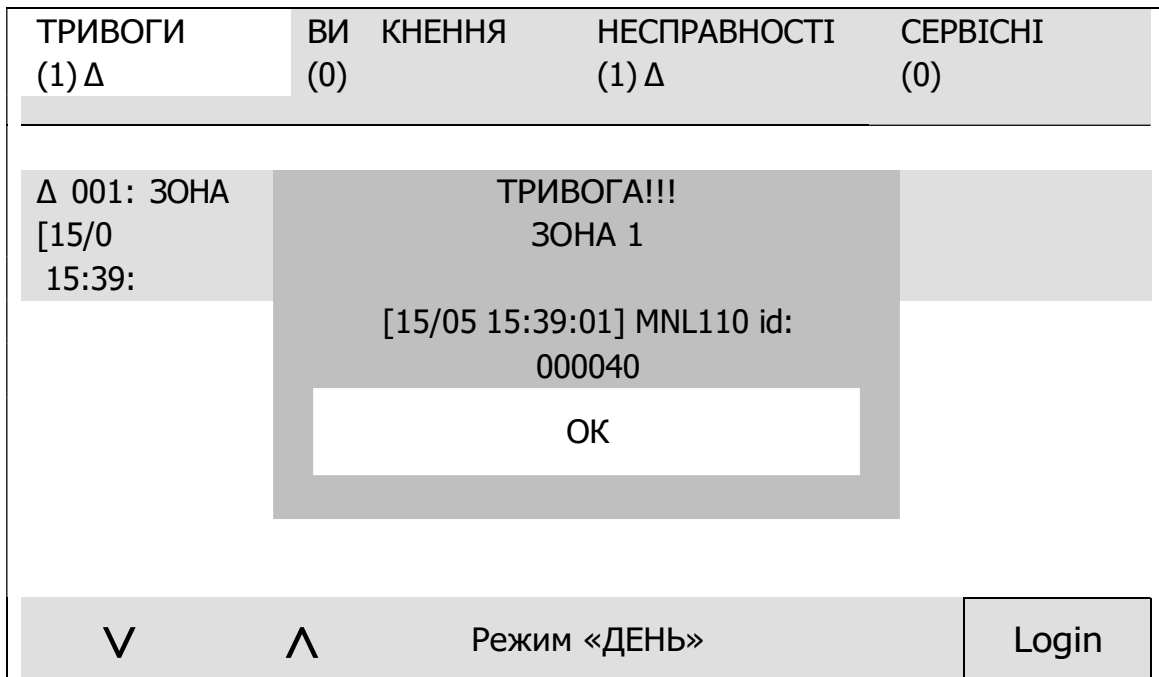 ТРИВОГИ ВИ КНЕННЯ НЕСПРАВНОСТІ СЕРВІСНІ
(1) Δ (0) (1) Δ (0)
Δ 001: ЗОНА
[15/0
15:39:
ТРИВОГА!!!
ЗОНА 1
[15/05 15:39:01] MNL110 id:
000040
ОК
V Λ Режим «ДЕНЬ» Login